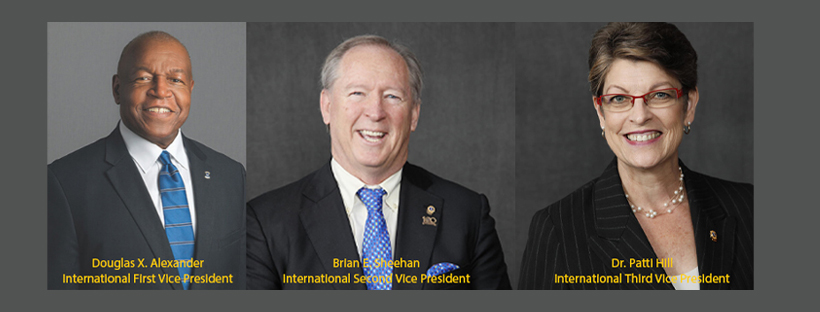 Douglas X. Alexander
International First Vice President
Brian E. Sheehan
International Second Vice President
Dr. Patti Hill
International Third Vice President